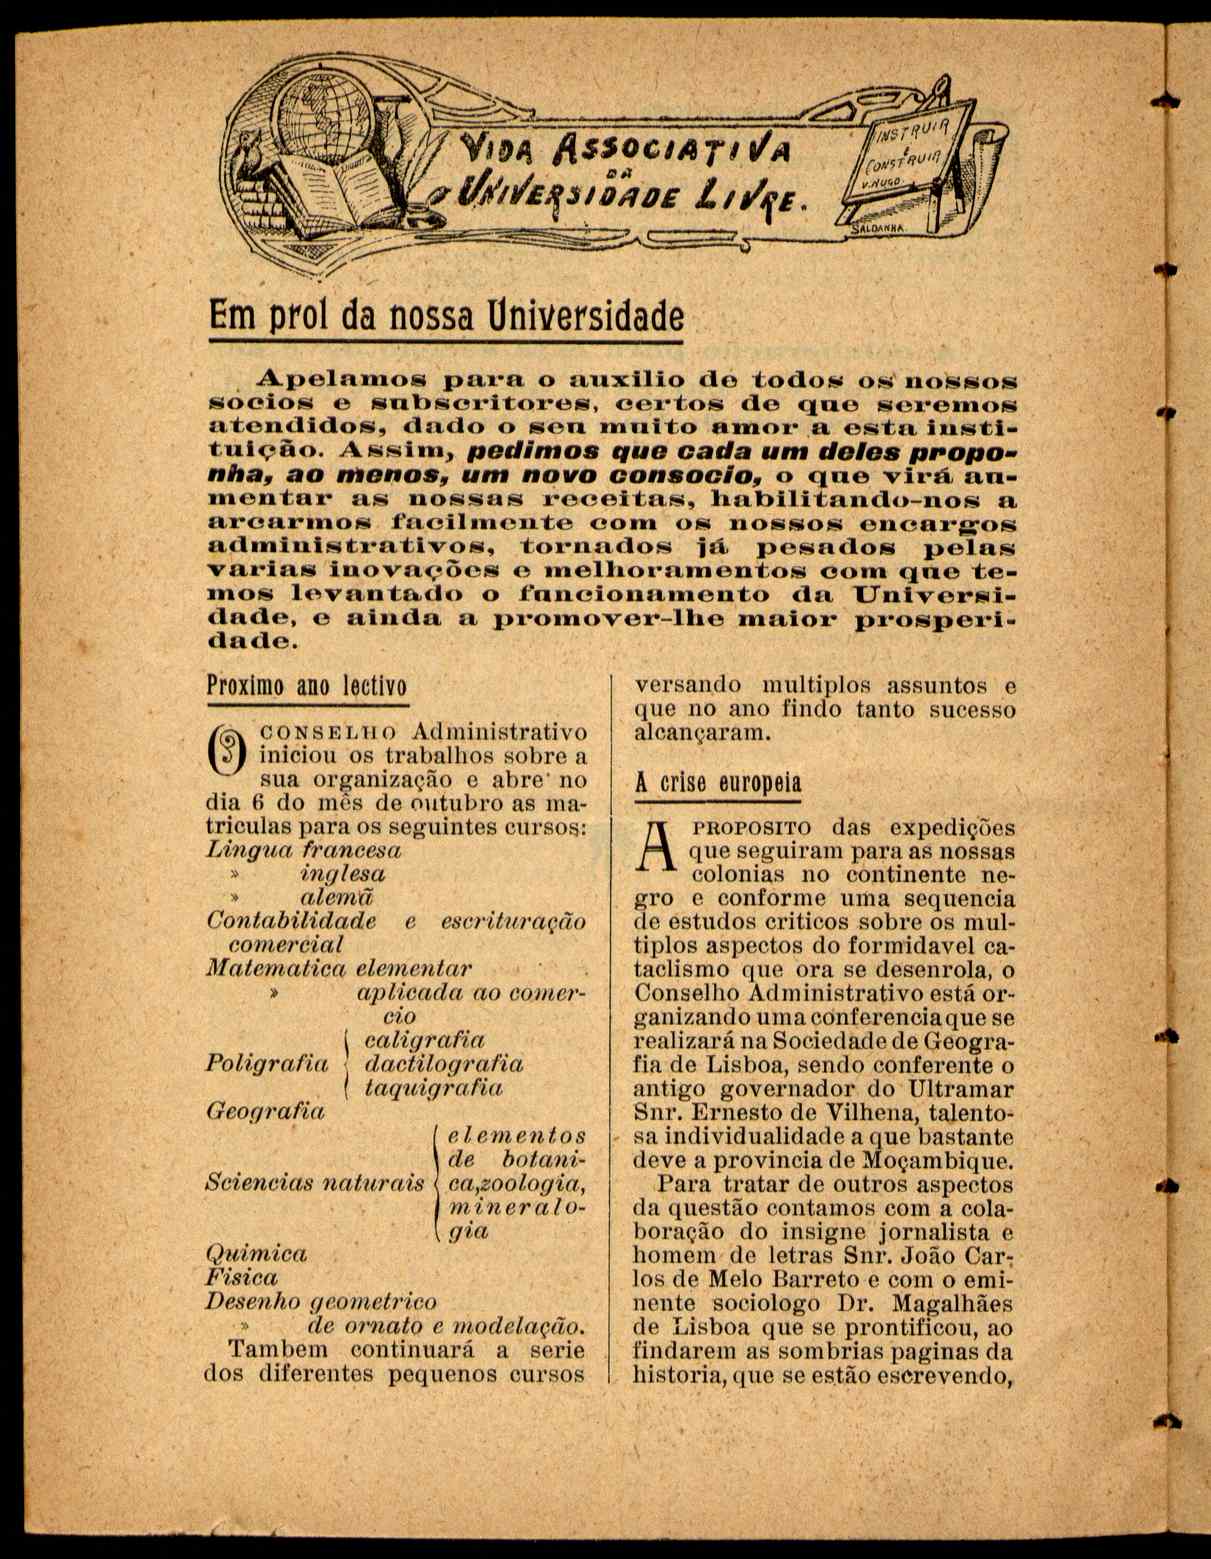 VIDA ASSOCIATIVA
DA
UNIVERSIDADE LIVRE.
INSTRUIR
É
CONSTRUIR
V. HUGO
SALDANHA
Em prol da nossa Universidade
Apelamos para o auxilio de todos os nossos
socios e subscritores, certos de que seremos
atendidos, dado o seu muito amor a esta insti-
tuição. Assim, pedimos que cada um deles propo-
nha, ao menos, um novo consocio, o que virá au-
mentar as nossas receitas, habilitando-nos a
arcarmos facilmente com os nossos encargos
administrativos, tornados já pesados pelas
varias inovações e melhoramentos com que te-
mos levantado o funcionamento da Universi-
dade, e ainda a promover-lhe maior prosperi-
dade.
Proximo ano lectivo
O CONSELHO Administrativo
iniciou os trabalhos sobre a
sua organização e abre no
dia 6 do mês de outubro as ma-
triculas para os seguintes cursos:
Lingua francesa
» inglesa
» alemã
Contabilidade e escrituração
comercial
Matematica elementar
» aplicada ao comer-
cio
caligrafia
Poligrafia dactilografia
taquigrafia
Geografia
elementos
de botani-
Sciencias naturais ca, zoologia,
mineralo-
gia
Quimica
Fisica
Desenho geometrico
» de ornato e modelação.
Tambem continuará a serie
dos diferentes pequenos cursos
versando multiplos assuntos e
que no ano findo tanto sucesso
alcançaram.
A crise europeia
A PROPOSITO das expedições
que seguiram para as nossas
colonias no continente ne-
gro e conforme uma sequencia
de estudos criticos sobre os mul-
tiplos aspectos do formidavel ca-
taclismo que ora se desenrola, o
Conselho Administrativo está or-
ganizando uma conferencia que se
realizará na Sociedade de Geogra-
fia de Lisboa, sendo conferente o
antigo governador do Ultramar
Snr. Ernesto de Vilhena, talento-
sa individualidade a que bastante
deve a provincia de Moçambique.
Para tratar de outros aspectos
da questão contamos com a cola-
boração do insigne jornalista e
homem de letras Snr. João Car-
los de Melo Barreto e com o emi-
nente sociologo Dr. Magalhães
de Lisboa que se prontificou, ao
findarem as sombrias paginas da
historia, que se estão escrevendo,